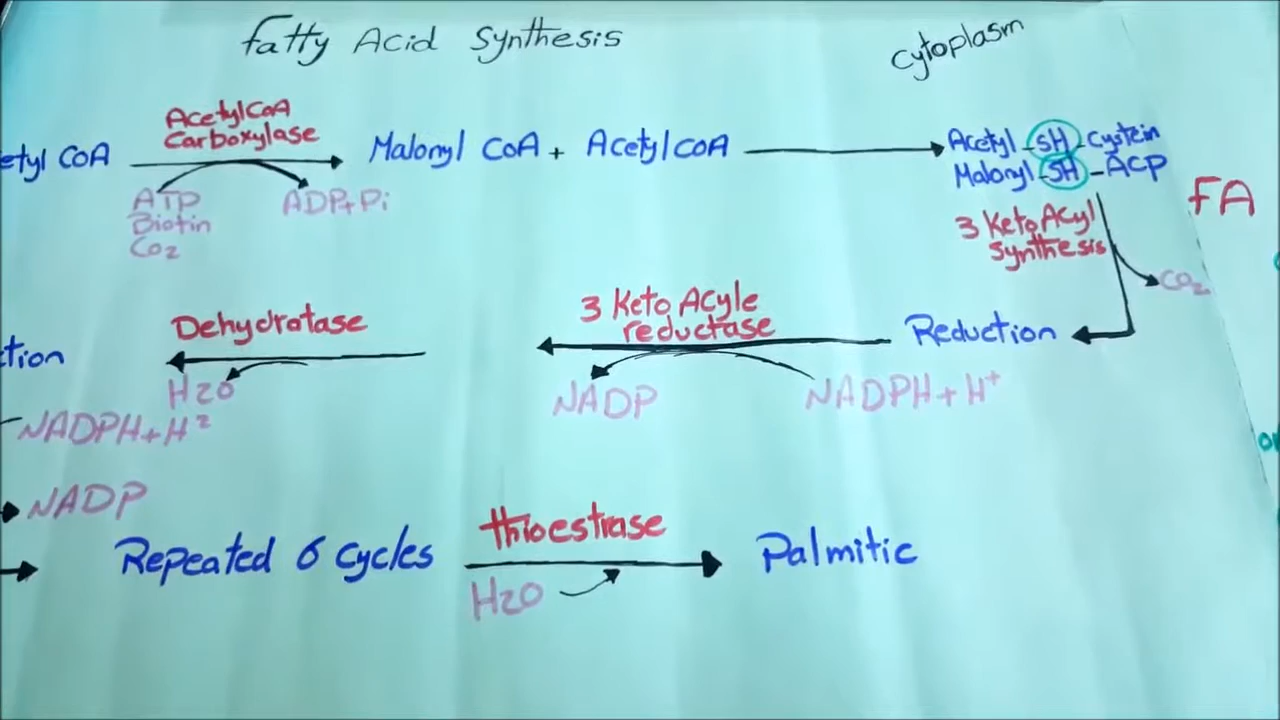 Fatty Acid Synthesis
Cytoplasm
etyl CoA
Acetyl CoA
Carboxylase
ATP
Biotin
Co2
ADP+Pi
Malonyl CoA + Acetyl CoA
Acetyl-SH-Cystein
Malonyl-SH-ACP
3 Keto Acyl
synthesis
CO2
FA
Reduction
3 Keto Acyle
reductase
NADPH+H+
NADP
Dehydratase
H2O
tion
NADPH+H2
NADP
Repeated 6 cycles
thioestrase
H2O
Palmitic